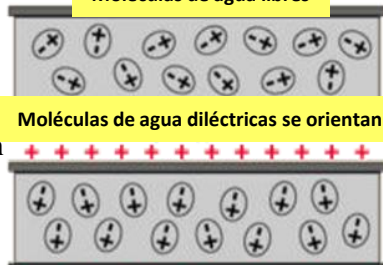 Moléculas de agua libres
Moléculas de agua diléctricas se orientan
+ + + + + + + + + + + +